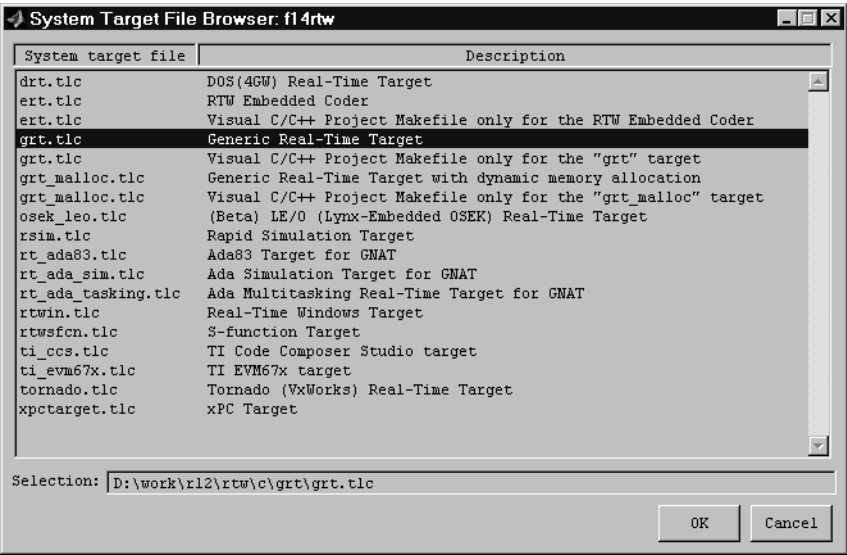 System Target File Browser: f14rtw
System target file Description
drt.tlc DOS(4GW) Real-Time Target
ert.tlc RTW Embedded Coder
ert.tlc Visual C/C++ Project Makefile only for the RTW Embedded Coder
grt.tlc Generic Real-Time Target
grt.tlc Visual C/C++ Project Makefile only for the "grt" target
grt_malloc.tlc Generic Real-Time Target with dynamic memory allocation
grt_malloc.tlc Visual C/C++ Project Makefile only for the "grt_malloc" target
osek_leo.tlc (Beta) LE/O (Lynx-Embedded OSEK) Real-Time Target
rsim.tlc Rapid Simulation Target
rt_ada83.tlc Ada83 Target for GNAT
rt_ada_sim.tlc Ada Simulation Target for GNAT
rt_ada_tasking.tlc Ada Multitasking Real-Time Target for GNAT
rtwin.tlc Real-Time Windows Target
rtwsfcn.tlc S-function Target
ti_ccs.tlc TI Code Composer Studio target
ti_evm67x.tlc TI EVM67x target
tornado.tlc Tornado (VxWorks) Real-Time Target
xpctarget.tlc xPC Target
Selection: D:\work\r12\rtw\c\grt\grt.tlc
OK Cancel